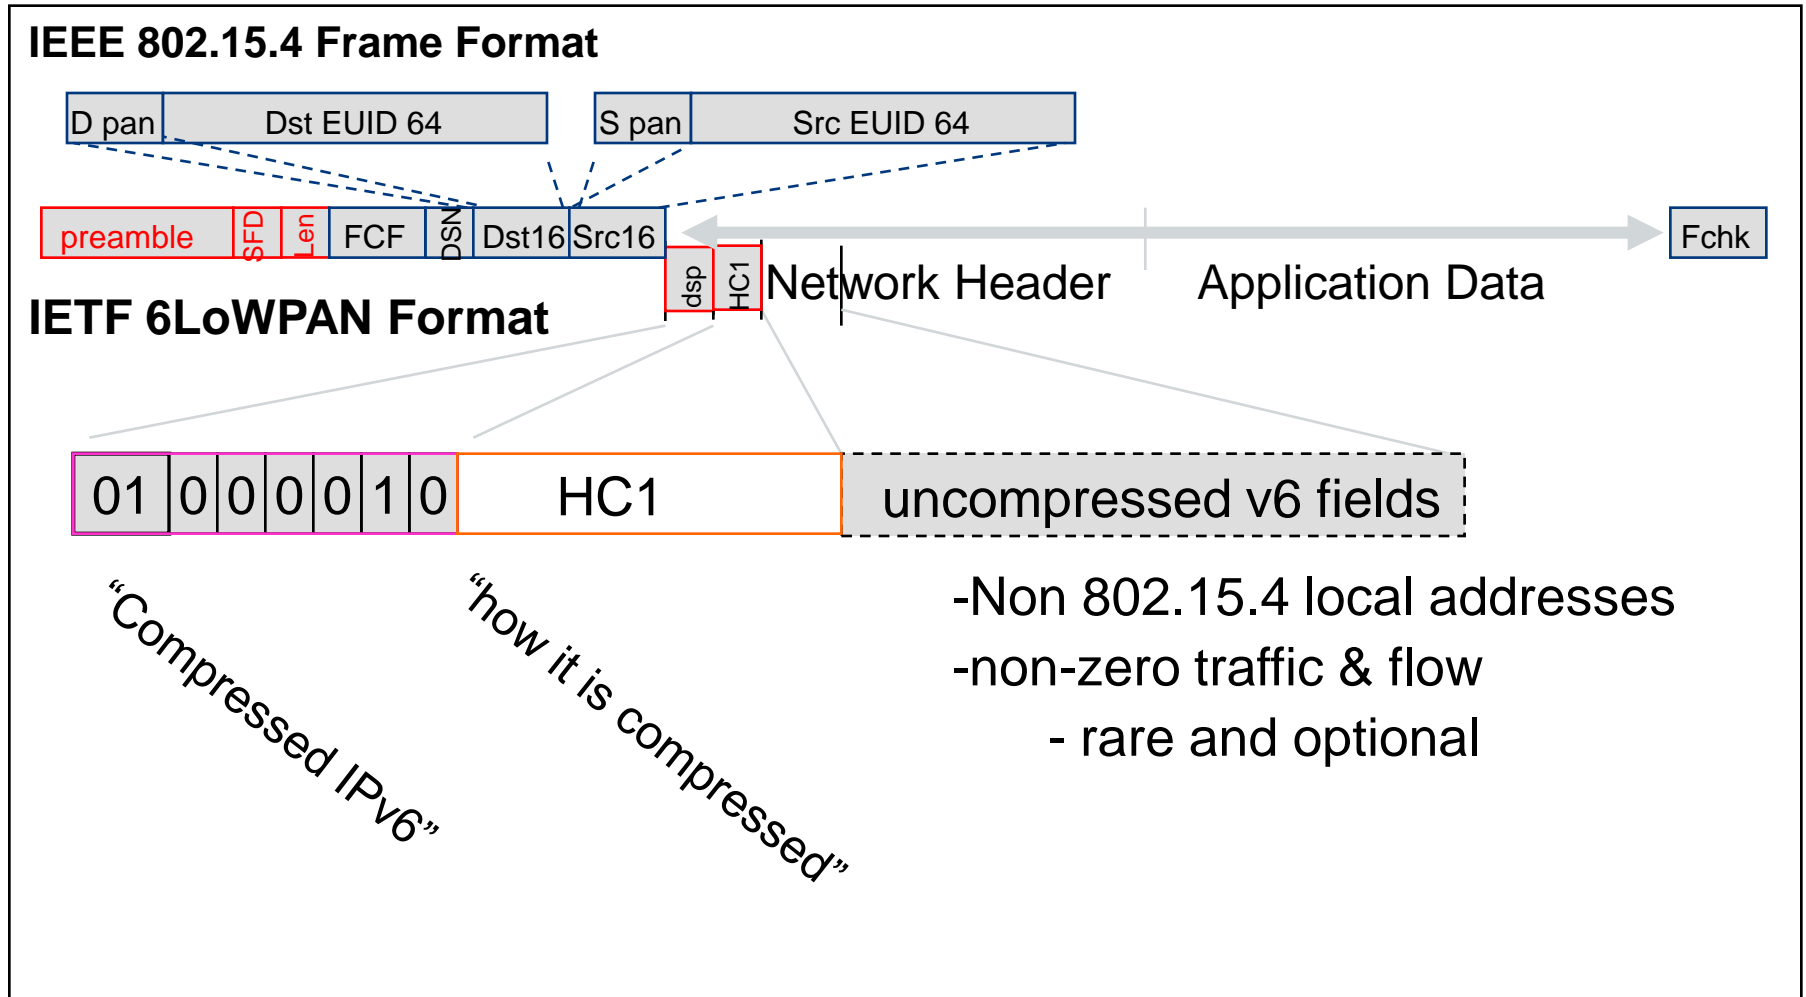 IEEE 802.15.4 Frame Format
D pan Dst EUID 64 S pan Src EUID 64
preamble SFD Len FCF DSN Dst16 Src16 Fchk
dsp HC1 Network Header Application Data
IETF 6LoWPAN Format
01 0 0 0 0 1 0 HC1 uncompressed v6 fields
“Compressed IPv6”
“how it is compressed”
-Non 802.15.4 local addresses
-non-zero traffic & flow
- rare and optional